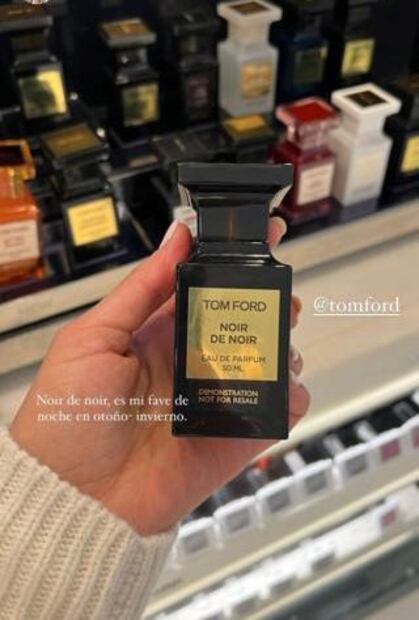 TOM FORD
NOIR
DE NOIR
EAU DE PARFUM
50 ML
DEMONSTRATION
NOT FOR RESALE
@tomford
Noir de noir, es mi fave de
noche en otoño- invierno.